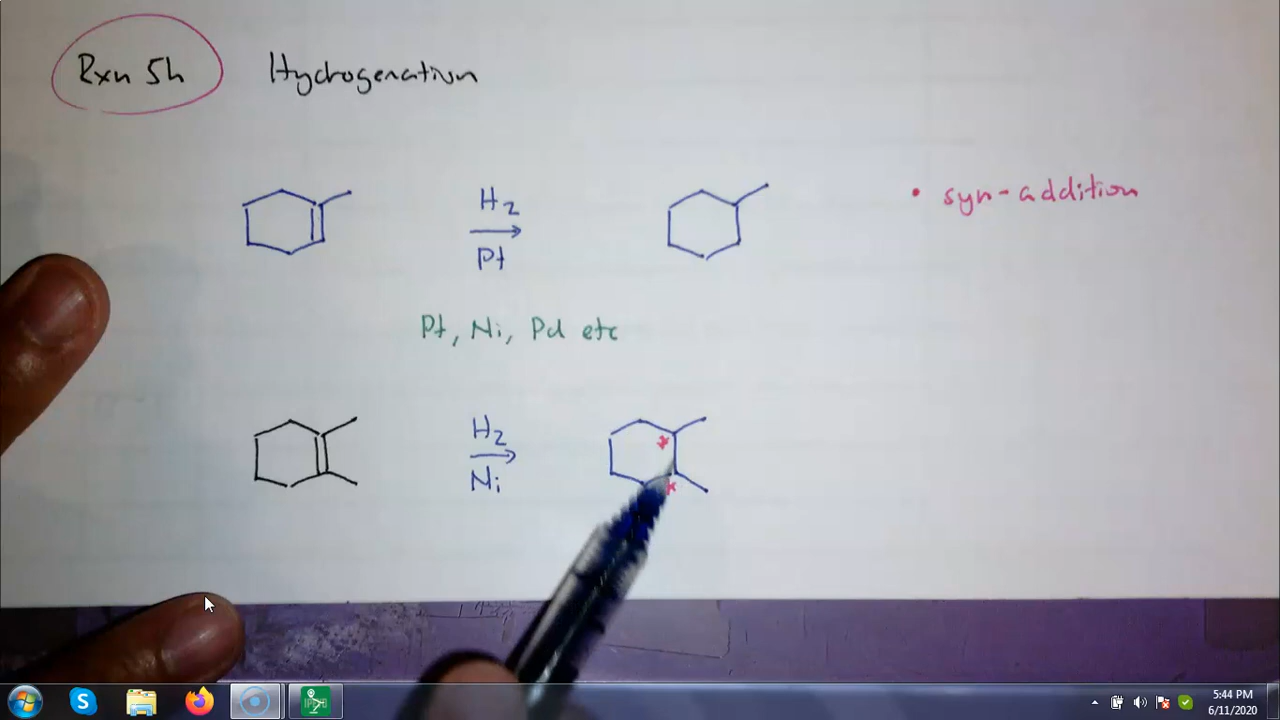 Rxn 5h Hydrogenation
H2
Pt
• syn-addition
Pt, Ni, Pd etc
H2
Ni
*
*
5:44 PM
6/11/2020